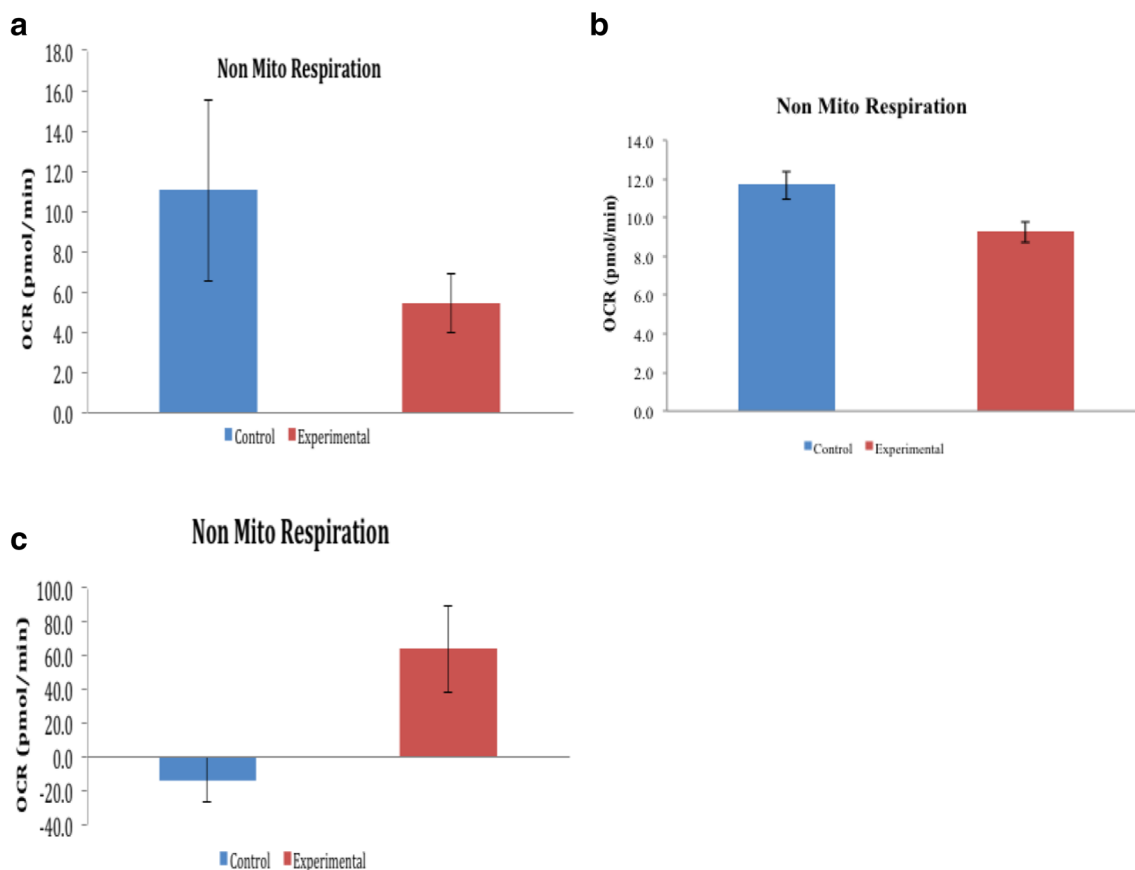 a
Non Mito Respiration
OCR (pmol/min)
18.0
16.0
14.0
12.0
10.0
8.0
6.0
4.0
2.0
0.0
Control Experimental
b
Non Mito Respiration
OCR (pmol/min)
14.0
12.0
10.0
8.0
6.0
4.0
2.0
0.0
Control Experimental
c
Non Mito Respiration
OCR (pmol/min)
100.0
80.0
60.0
40.0
20.0
0.0
-20.0
-40.0
Control Experimental